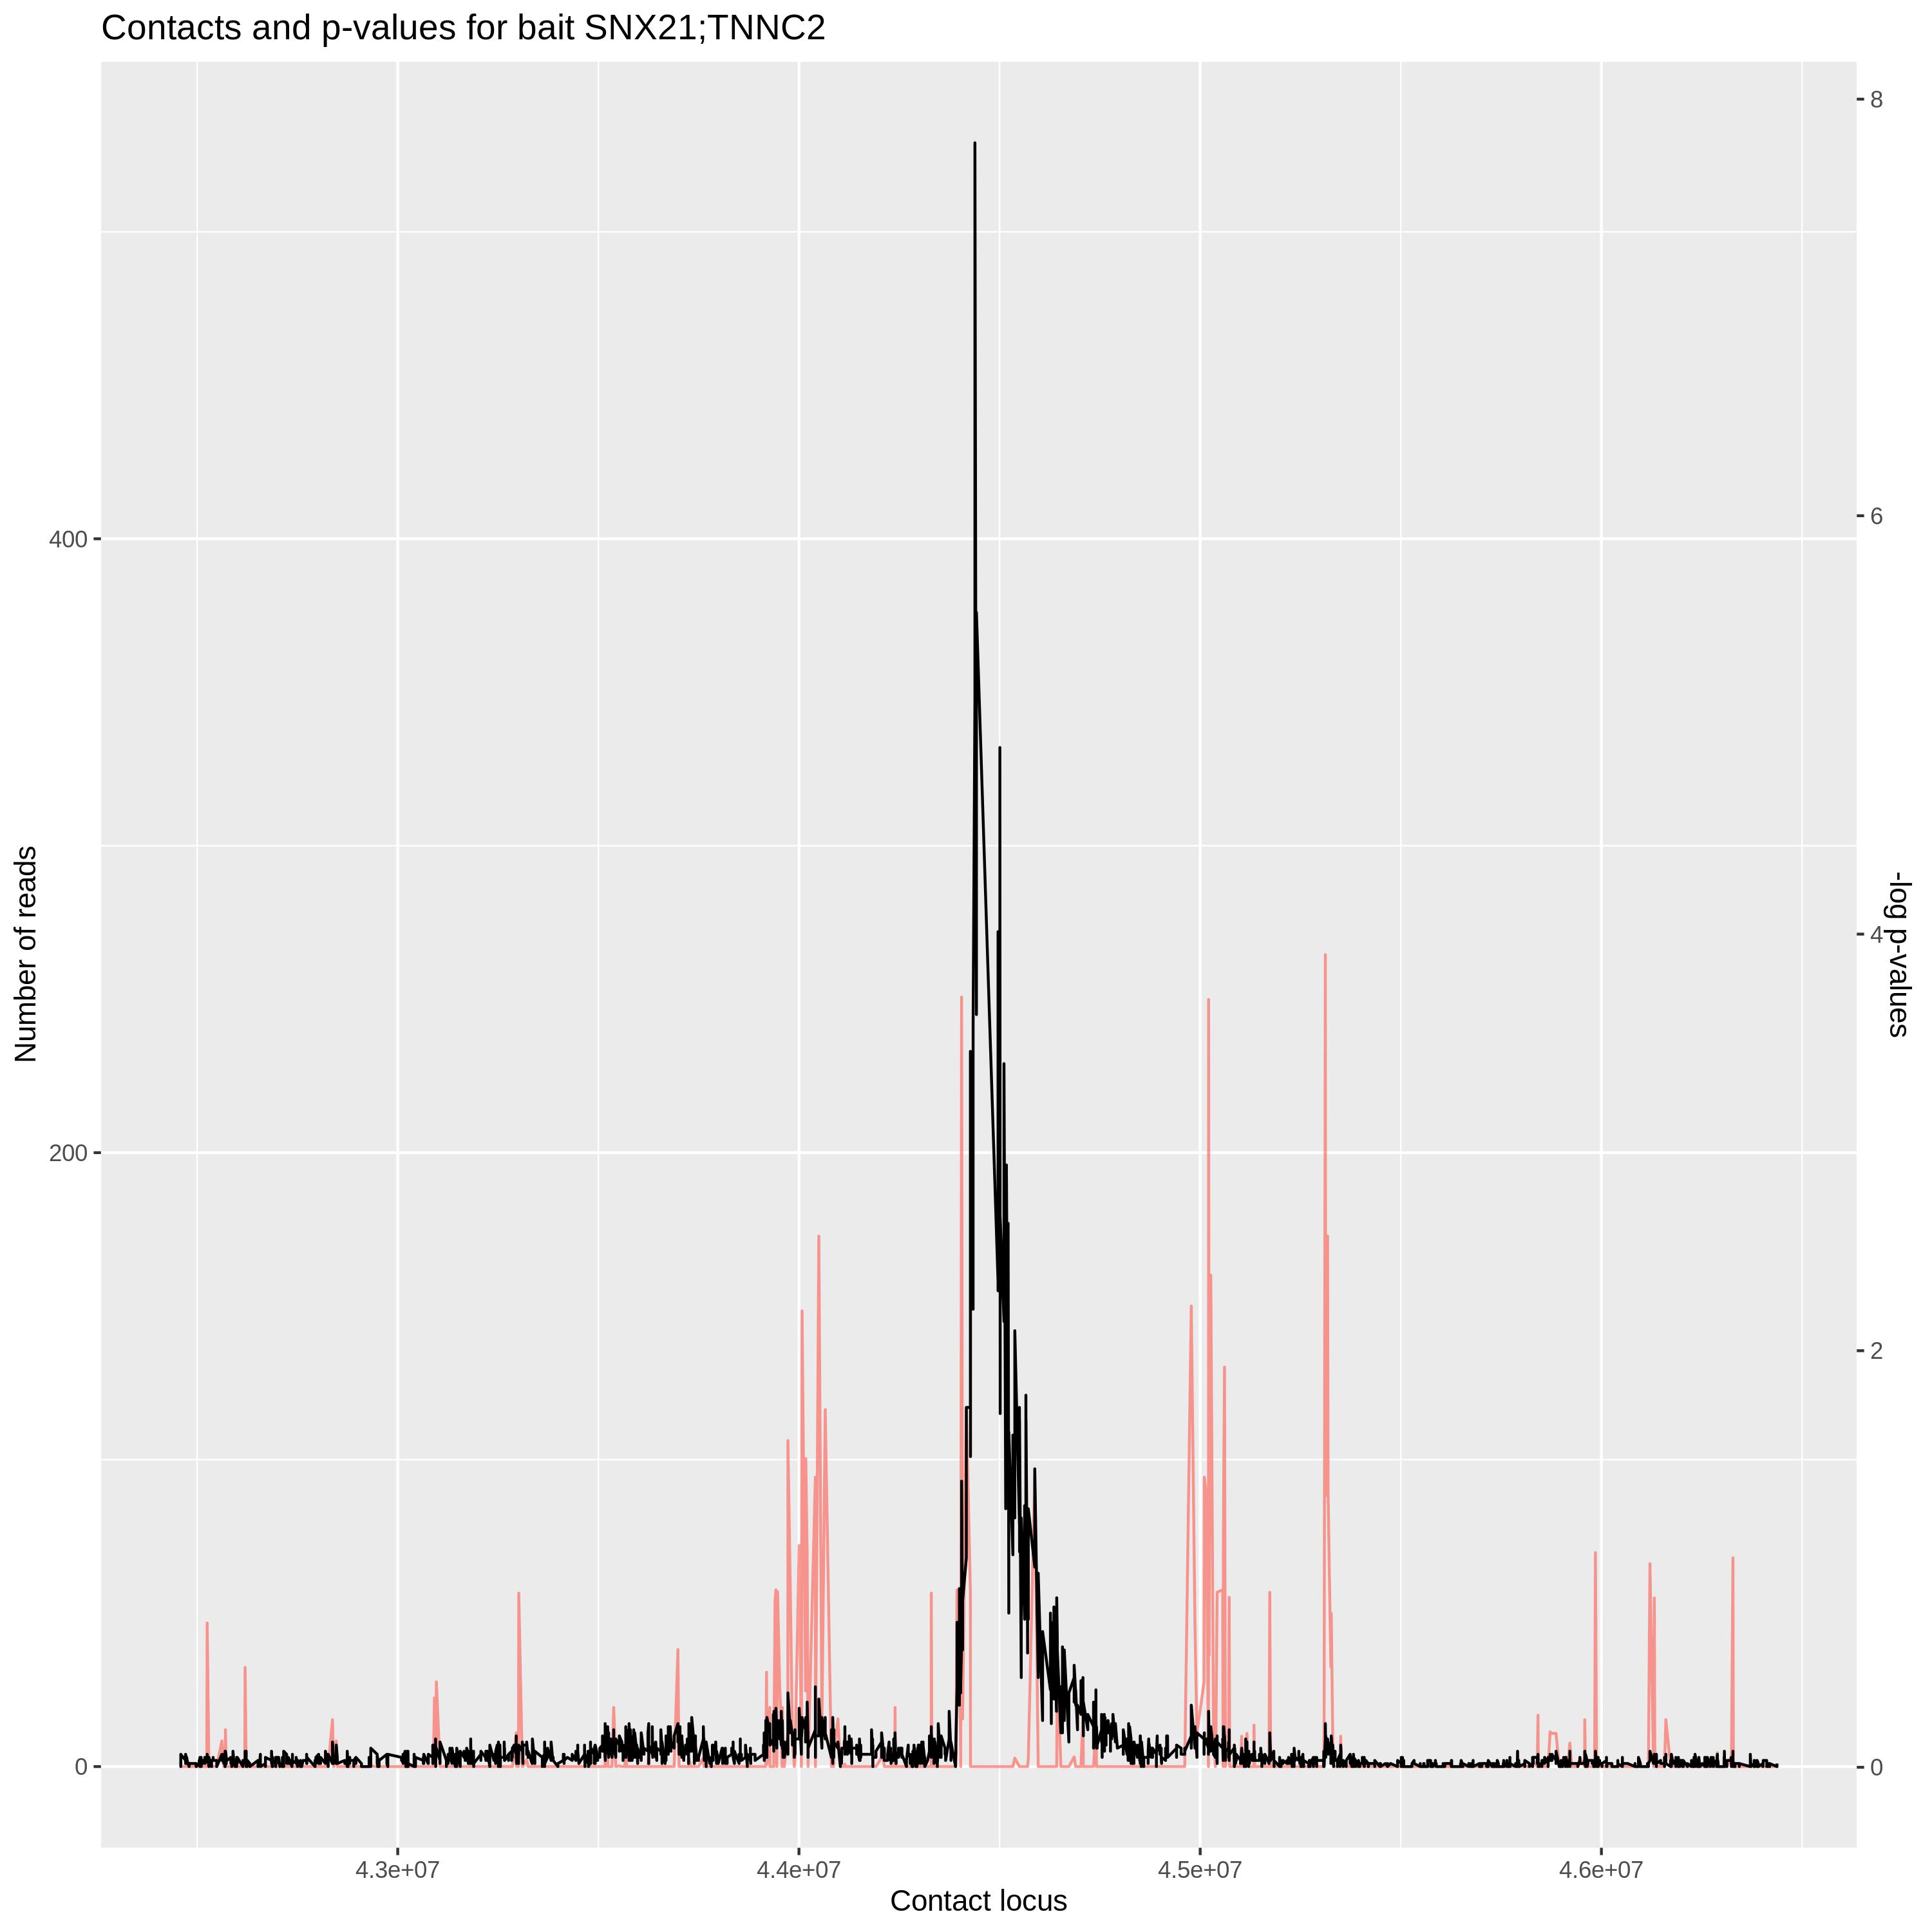 Contacts and p-values for bait SNX21;TNNC2
8
6
4
2
0
-log p-values
400
200
0
Number of reads
4.3e+07
4.4e+07
4.5e+07
4.6e+07
Contact locus